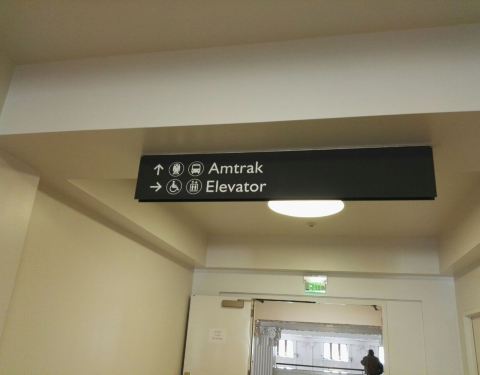 ↑ Amtrak
→ Elevator
EXIT